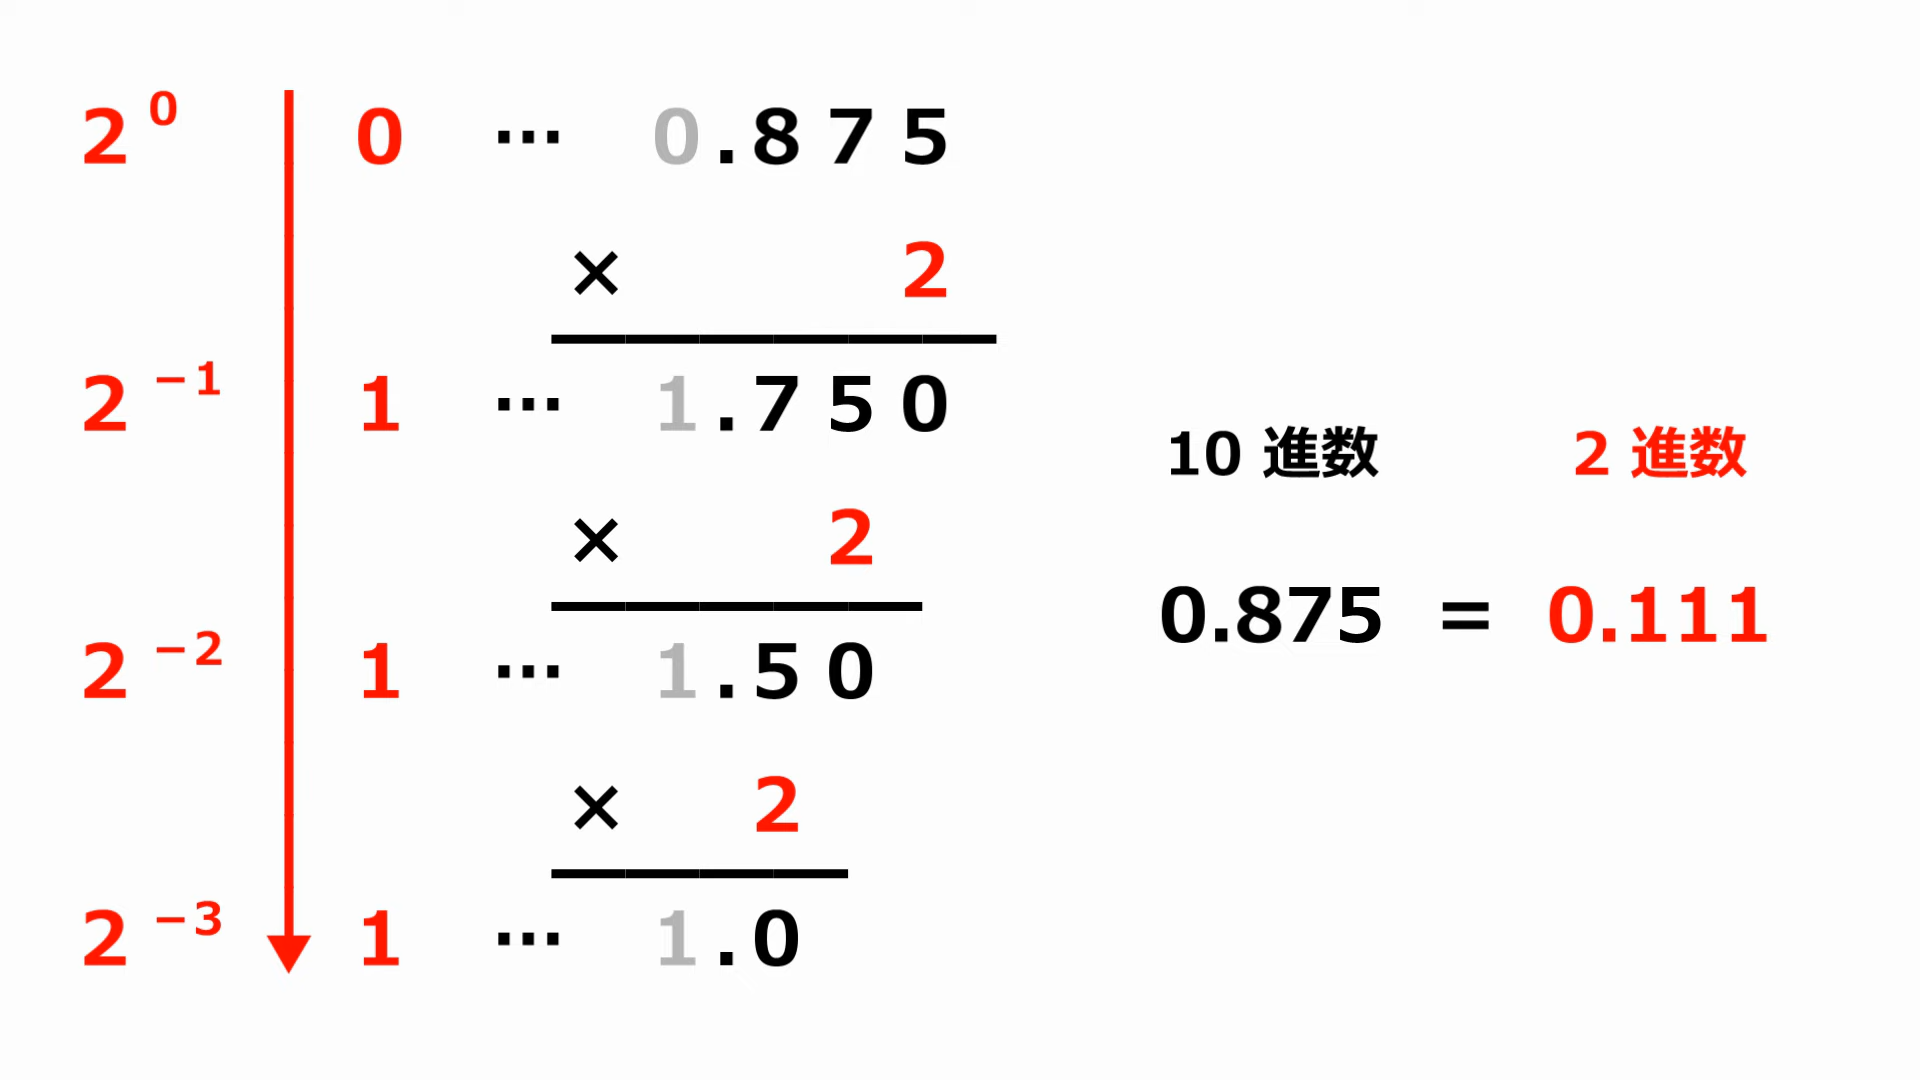 2⁰ 0 … 0.875
× 2
2⁻¹ 1 … 1.750
× 2
2⁻² 1 … 1.50
× 2
2⁻³ 1 … 1.0
10 進数 2 進数
0.875 = 0.111